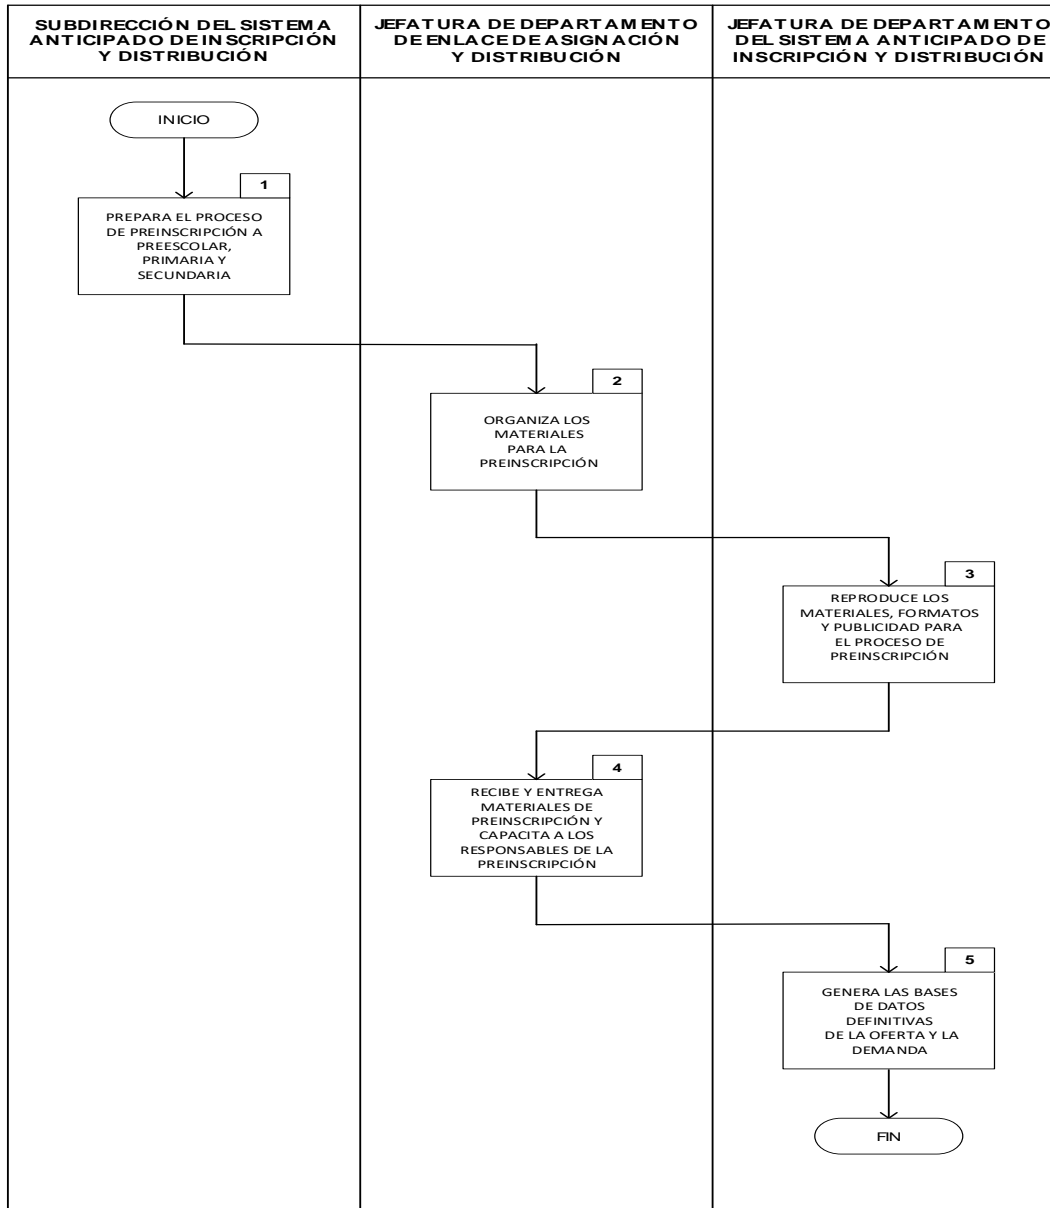 SUBDIRECCIÓN DEL SISTEMA
ANTICIPADO DE INSCRIPCIÓN
Y DISTRIBUCIÓN
JEFATURA DE DEPARTAMENTO
DE ENLACE DE ASIGNACIÓN
Y DISTRIBUCIÓN
JEFATURA DE DEPARTAMENTO
DEL SISTEMA ANTICIPADO DE
INSCRIPCIÓN Y DISTRIBUCIÓN
INICIO
1
PREPARA EL PROCESO
DE PREINSCRIPCIÓN A
PREESCOLAR,
PRIMARIA Y
SECUNDARIA
2
ORGANIZA LOS
MATERIALES
PARA LA
PREINSCRIPCIÓN
3
REPRODUCE LOS
MATERIALES, FORMATOS
Y PUBLICIDAD PARA
EL PROCESO DE
PREINSCRIPCIÓN
4
RECIBE Y ENTREGA
MATERIALES DE
PREINSCRIPCIÓN Y
CAPACITA A LOS
RESPONSABLES DE LA
PREINSCRIPCIÓN
5
GENERA LAS BASES
DE DATOS
DEFINITIVAS
DE LA OFERTA Y LA
DEMANDA
FIN